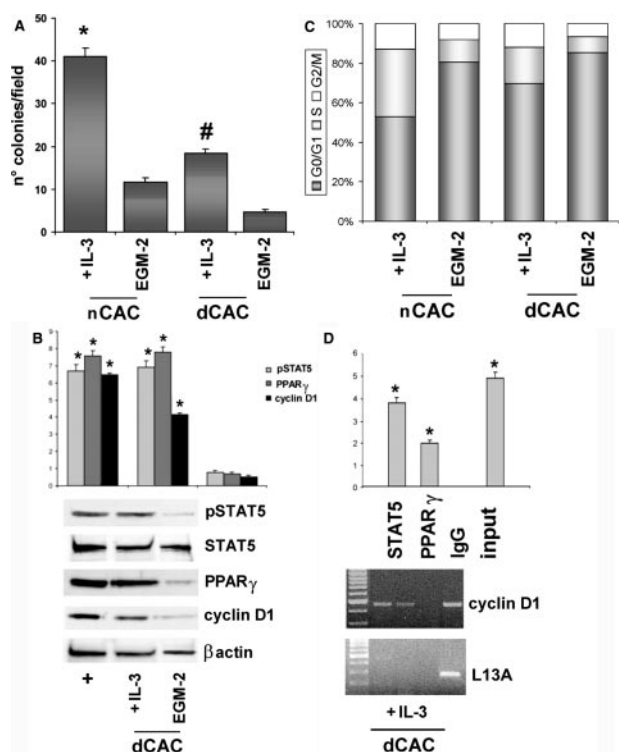 A
n° colonies/field
50
40
30
20
10
0
*
#
+ IL-3
EGM-2
+ IL-3
EGM-2
nCAC
dCAC
C
G0/G1 S G2/M
100%
80%
60%
40%
20%
0%
+ IL-3
EGM-2
+ IL-3
EGM-2
nCAC
dCAC
B
9
8
7
6
5
4
3
2
1
0
* * *
* * *
pSTAT5
PPAR γ
cyclin D1
pSTAT5
STAT5
PPARγ
cyclin D1
β actin
+
+ IL-3
EGM-2
dCAC
D
6
5
4
3
2
1
0
* * *
STAT5
PPAR γ
IgG
input
cyclin D1
L13A
+ IL-3
dCAC